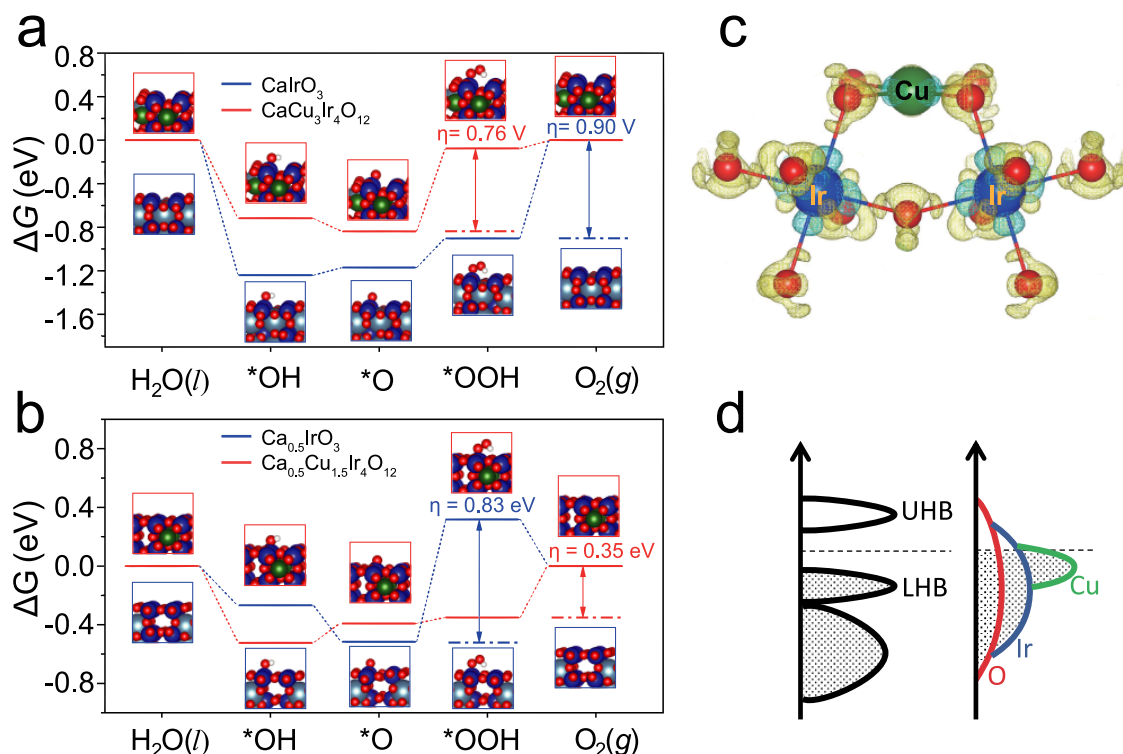 a
0.8
0.4
0.0
-0.4
-0.8
-1.2
-1.6
ΔG (eV)
CaIrO3
CaCu3Ir4O12
η= 0.76 V
η= 0.90 V
H2O(l)
*OH
*O
*OOH
O2(g)
b
0.8
0.4
0.0
-0.4
-0.8
ΔG (eV)
Ca0.5IrO3
Ca0.5Cu1.5Ir4O12
η = 0.83 eV
η = 0.35 eV
H2O(l)
*OH
*O
*OOH
O2(g)
c
Cu
Ir
Ir
d
UHB
LHB
Cu
Ir
O